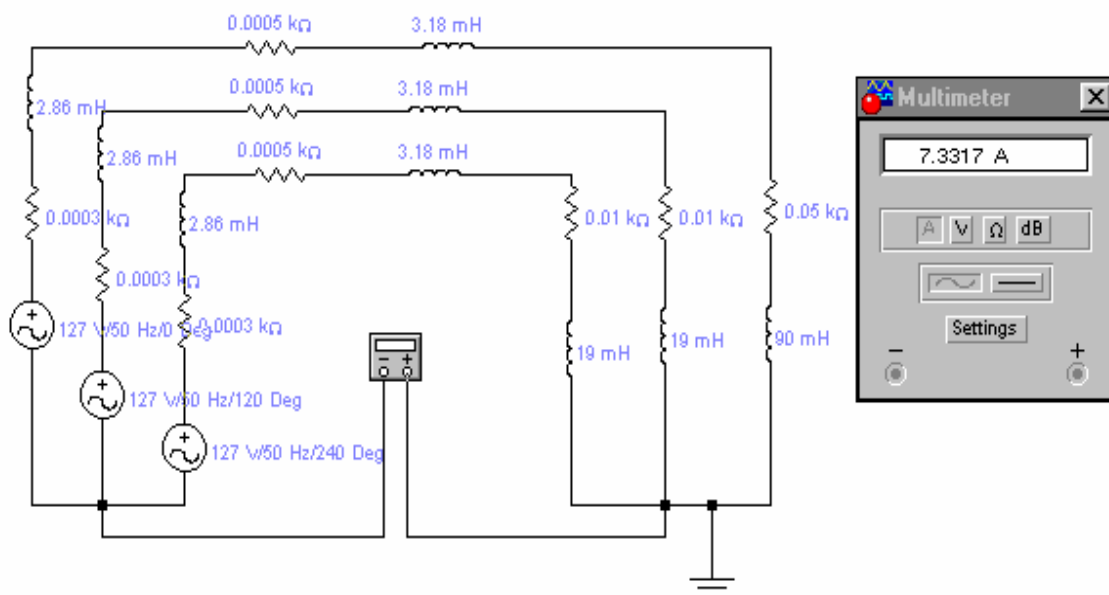 0.0005 kΩ
3.18 mH
0.0005 kΩ
3.18 mH
2.86 mH
Multimeter
7.3317 A
0.0005 kΩ
3.18 mH
2.86 mH
0.0003 kΩ
2.86 mH
0.01 kΩ
0.01 kΩ
0.05 kΩ
A V Ω dB
0.0003 kΩ
127 V/50 Hz/0 Deg
0.0003 kΩ
Settings
19 mH
19 mH
90 mH
- +
- +
127 V/50 Hz/120 Deg
127 V/50 Hz/240 Deg